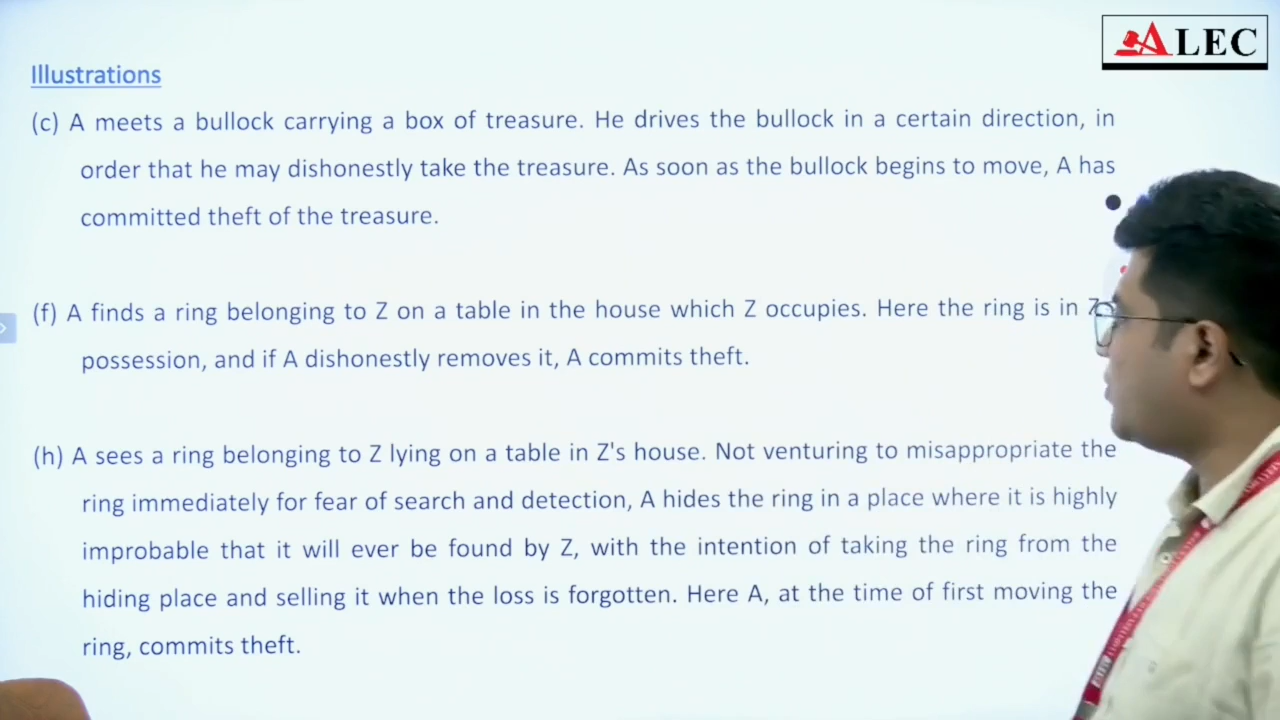 ALEC
Illustrations
(c) A meets a bullock carrying a box of treasure. He drives the bullock in a certain direction, in
order that he may dishonestly take the treasure. As soon as the bullock begins to move, A has
committed theft of the treasure.
(f) A finds a ring belonging to Z on a table in the house which Z occupies. Here the ring is in
possession, and if A dishonestly removes it, A commits theft.
(h) A sees a ring belonging to Z lying on a table in Z's house. Not venturing to misappropriate the
ring immediately for fear of search and detection, A hides the ring in a place where it is highly
improbable that it will ever be found by Z, with the intention of taking the ring from the
hiding place and selling it when the loss is forgotten. Here A, at the time of first moving the
ring, commits theft.